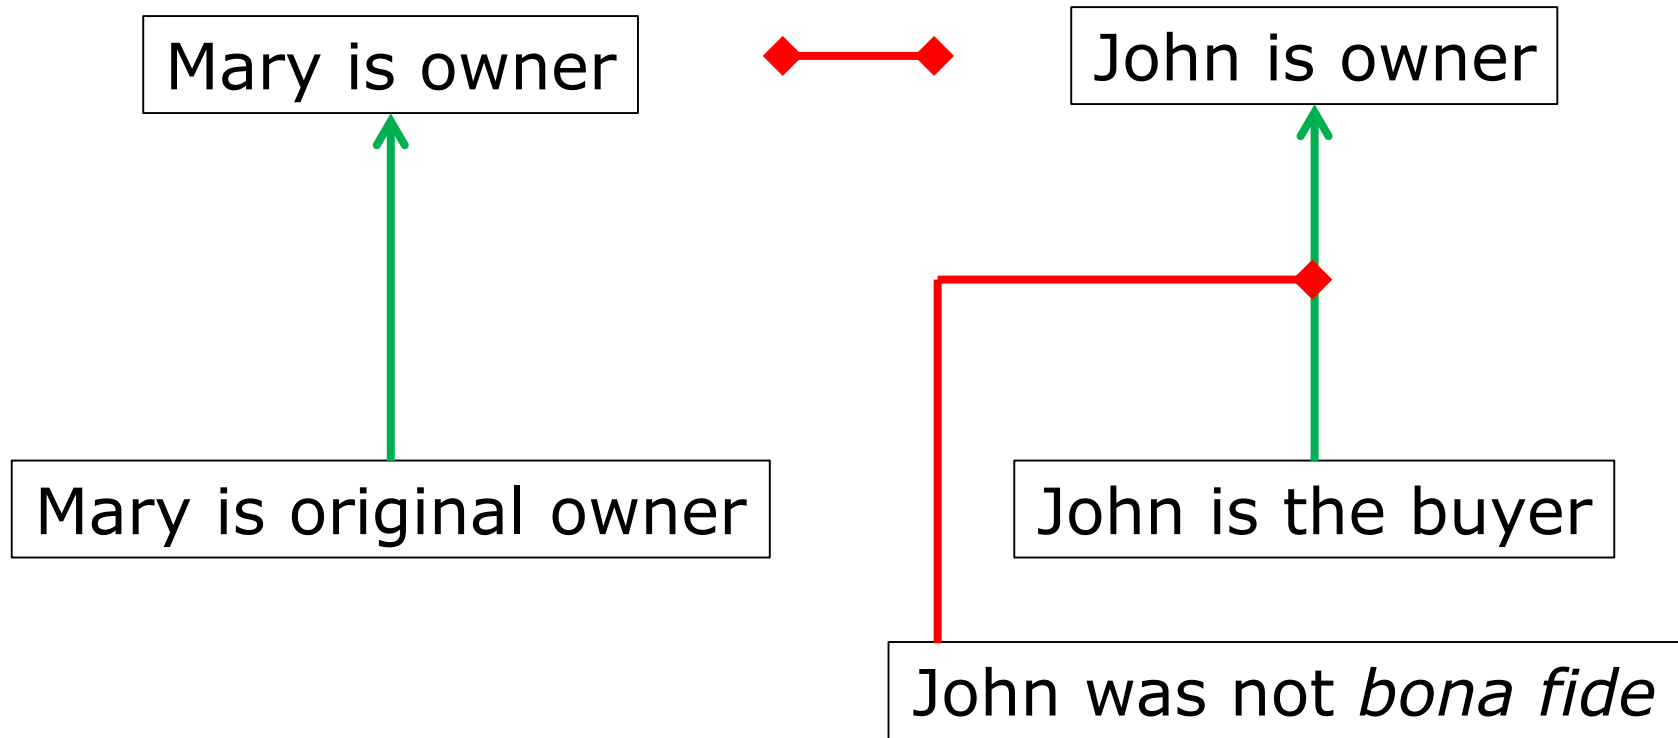 Mary is owner
John is owner
Mary is original owner
John is the buyer
John was not bona fide